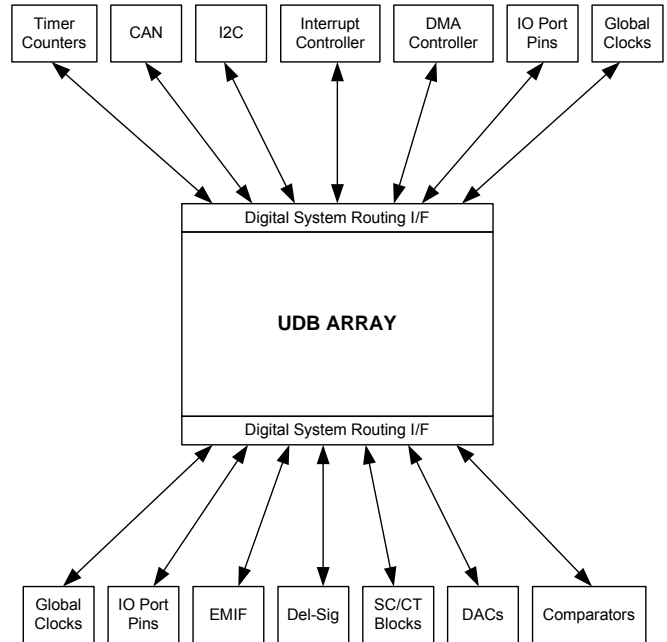 Timer
Counters
CAN
I2C
Interrupt
Controller
DMA
Controller
IO Port
Pins
Global
Clocks
Digital System Routing I/F
UDB ARRAY
Digital System Routing I/F
Global
Clocks
IO Port
Pins
EMIF
Del-Sig
SC/CT
Blocks
DACs
Comparators